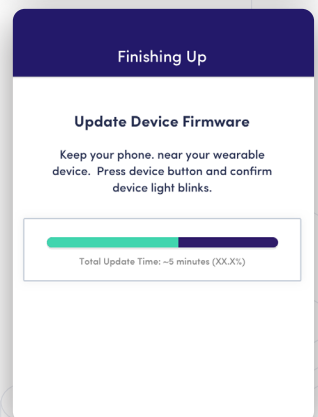 Finishing Up
Update Device Firmware
Keep your phone. near your wearable
device.  Press device button and confirm
device light blinks.
Total Update Time: ~5 minutes (XX.X%)